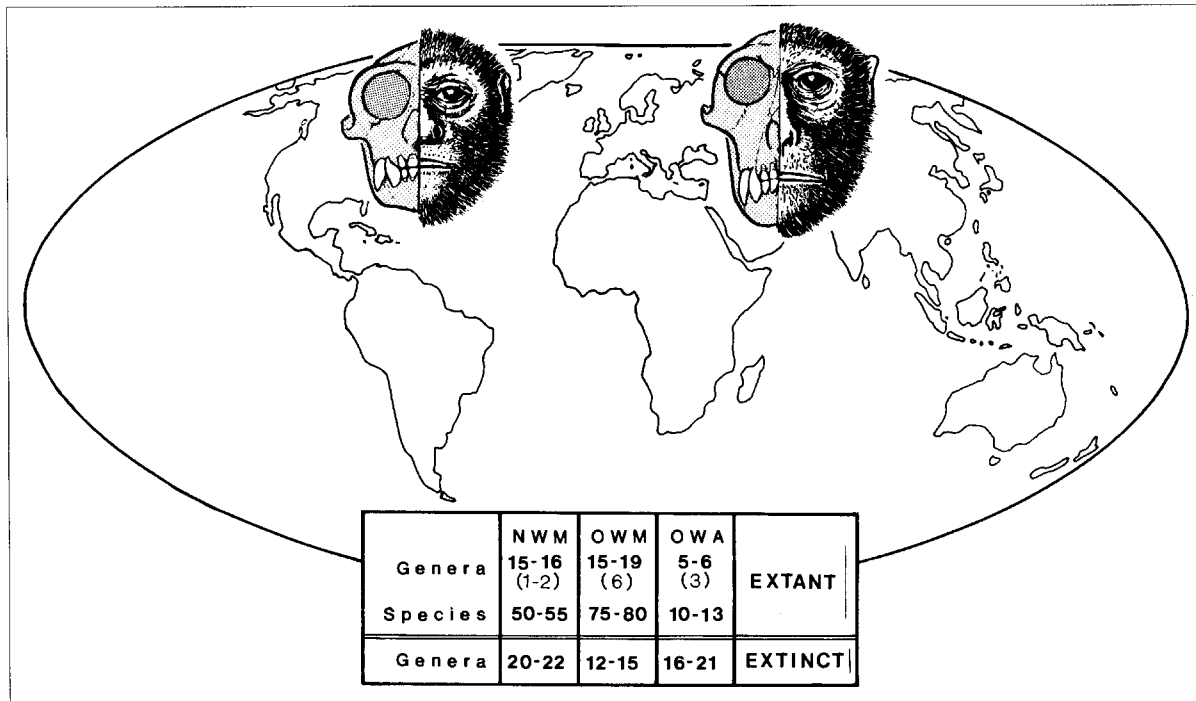 NWM OWM OWA
Genera 15-16 15-19 5-6 EXTANT
(1-2) (6) (3)
Species 50-55 75-80 10-13
Genera 20-22 12-15 16-21 EXTINCT